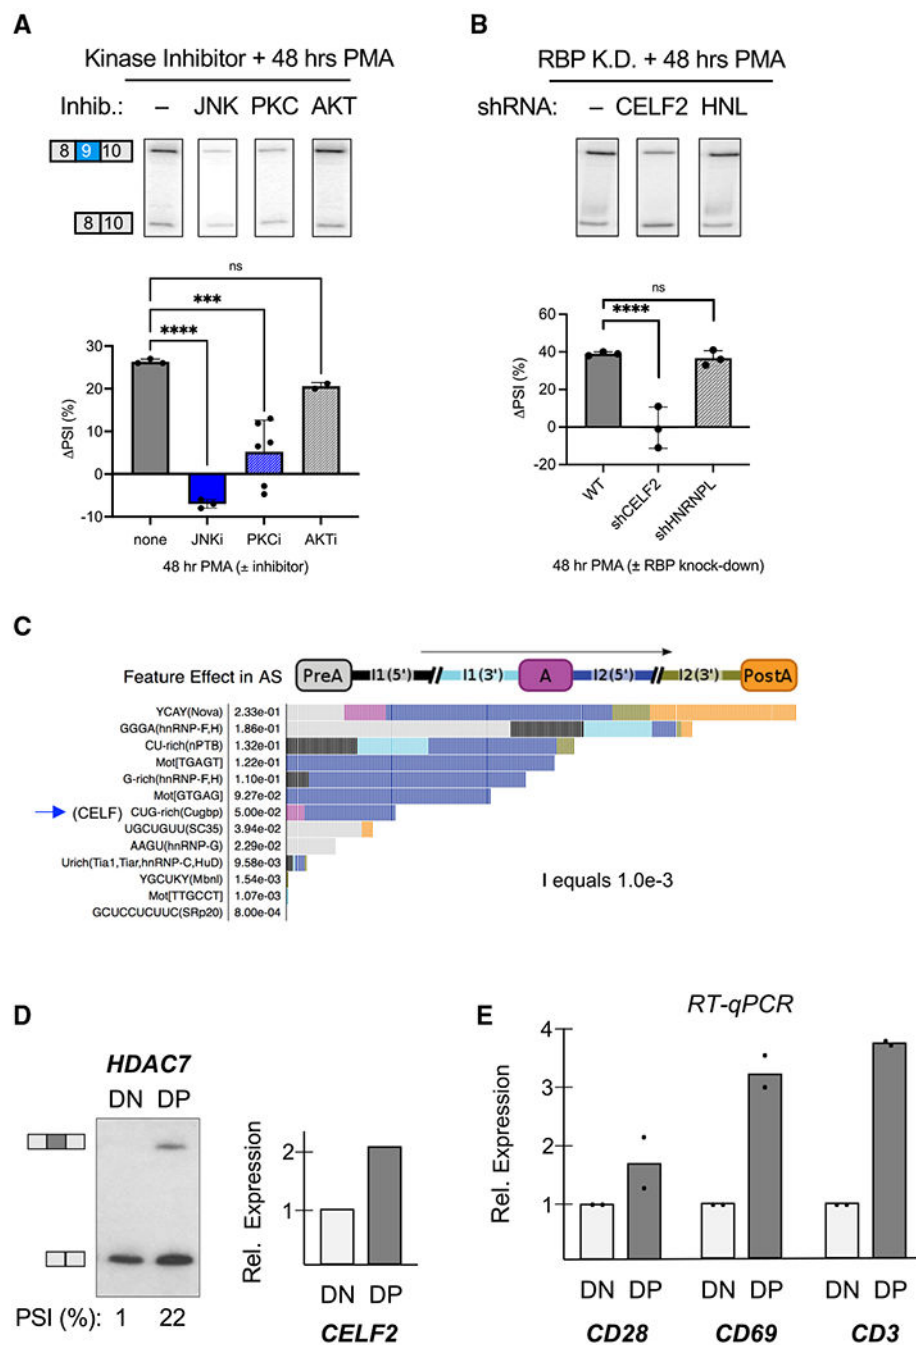 A
Kinase Inhibitor + 48 hrs PMA
Inhib.: – JNK PKC AKT
8 9 10
8 10
ns
***
****
ΔPSI (%)
30
20
10
0
-10
none JNKi PKCi AKTi
48 hr PMA (± inhibitor)
B
RBP K.D. + 48 hrs PMA
shRNA: – CELF2 HNL
ns
****
ΔPSI (%)
60
40
20
0
-20
WT shCELF2 shHNRNPL
48 hr PMA (± RBP knock-down)
C
Feature Effect in AS PreA I1(5') I1(3') A I2(5') I2(3') PostA
YCAY(Nova) 2.33e-01
GGGA(hnRNP-F,H) 1.86e-01
CU-rich(nPTB) 1.32e-01
Mot[TGAGT] 1.22e-01
G-rich(hnRNP-F,H) 1.10e-01
Mot[GTGAG] 9.27e-02
(CELF) CUG-rich(Cugbp) 5.00e-02
UGCUGUU(SC35) 3.94e-02
AAGU(hnRNP-G) 2.29e-02
Urich(Tia1,Tiar,hnRNP-C,HuD) 9.58e-03
YGCUKY(Mbnl) 1.54e-03
Mot[TTGCCT] 1.07e-03
GCUCCUCUUC(SRp20) 8.00e-04
I equals 1.0e-3
D
HDAC7
DN DP
PSI (%): 1 22
Rel. Expression
2
1
DN DP
CELF2
E
RT-qPCR
Rel. Expression
4
3
2
1
DN DP DN DP DN DP
CD28 CD69 CD3